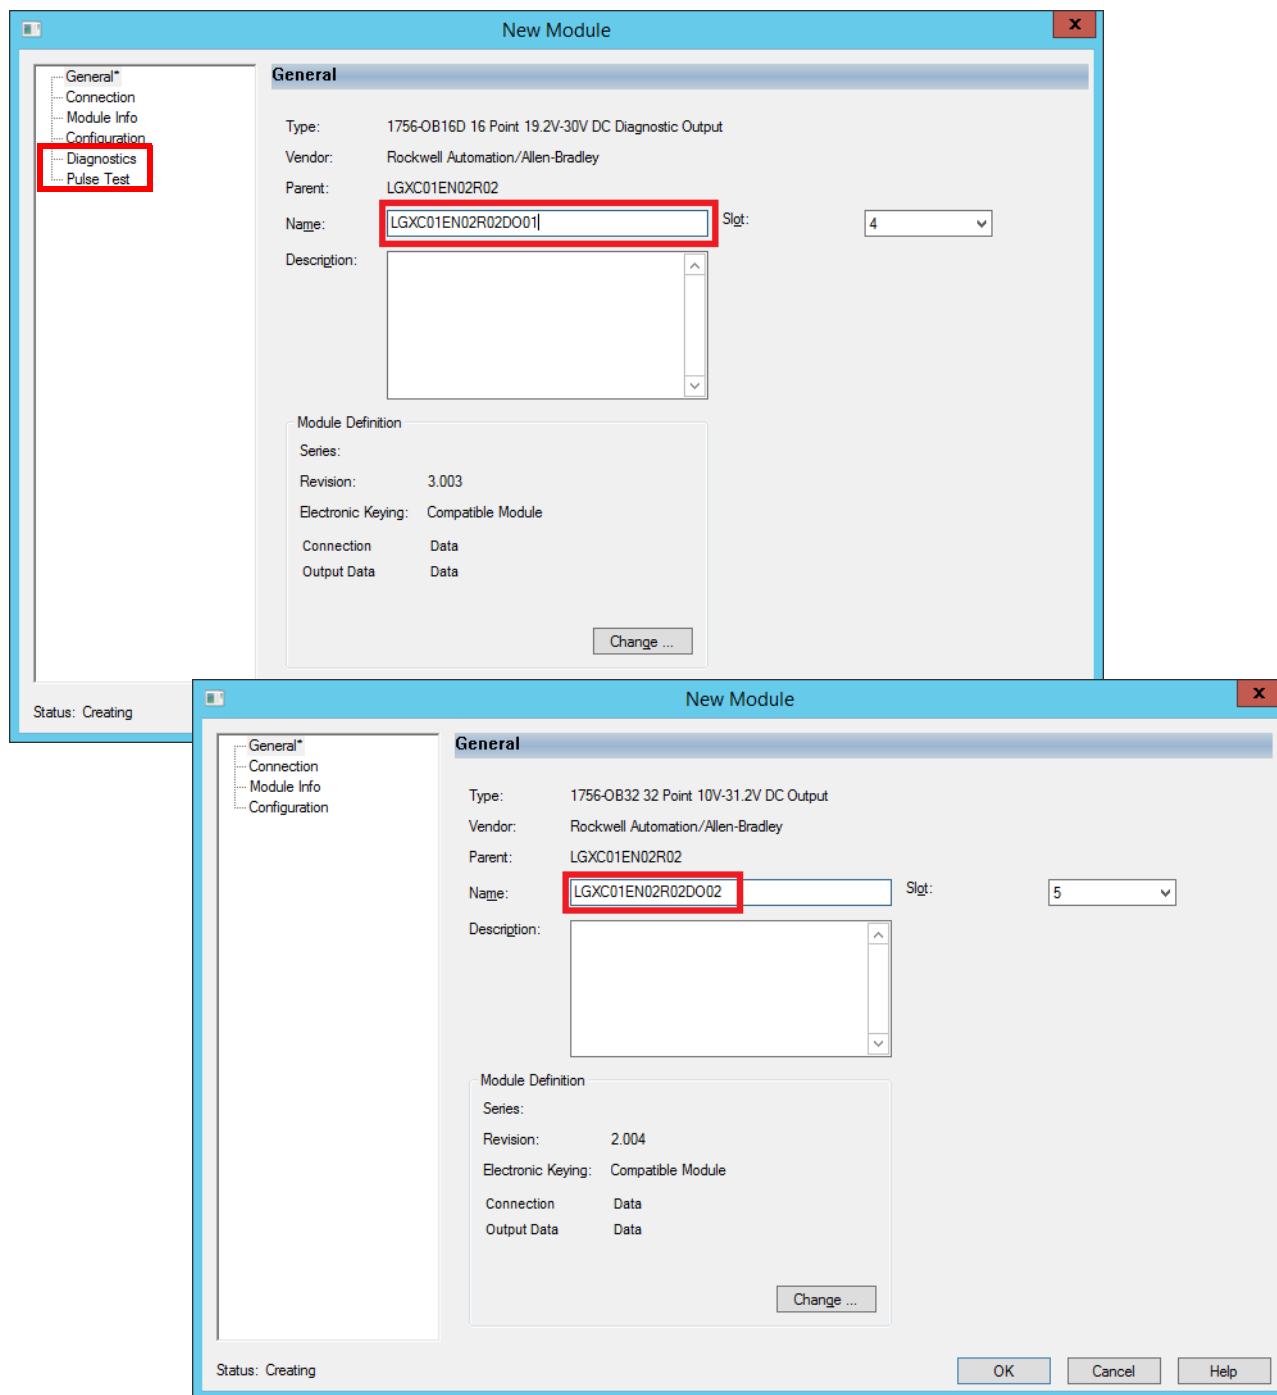 New Module
x
General*
Connection
Module Info
Configuration
Diagnostics
Pulse Test
General
Type: 1756-OB16D 16 Point 19.2V-30V DC Diagnostic Output
Vendor: Rockwell Automation/Allen-Bradley
Parent: LGXC01EN02R02
Name: LGXC01EN02R02DO01 Slot: 4
Description:
Module Definition
Series:
Revision: 3.003
Electronic Keying: Compatible Module
Connection Data
Output Data Data
Change ...
Status: Creating
New Module
x
General*
Connection
Module Info
Configuration
General
Type: 1756-OB32 32 Point 10V-31.2V DC Output
Vendor: Rockwell Automation/Allen-Bradley
Parent: LGXC01EN02R02
Name: LGXC01EN02R02DO02 Slot: 5
Description:
Module Definition
Series:
Revision: 2.004
Electronic Keying: Compatible Module
Connection Data
Output Data Data
Change ...
Status: Creating
OK Cancel Help